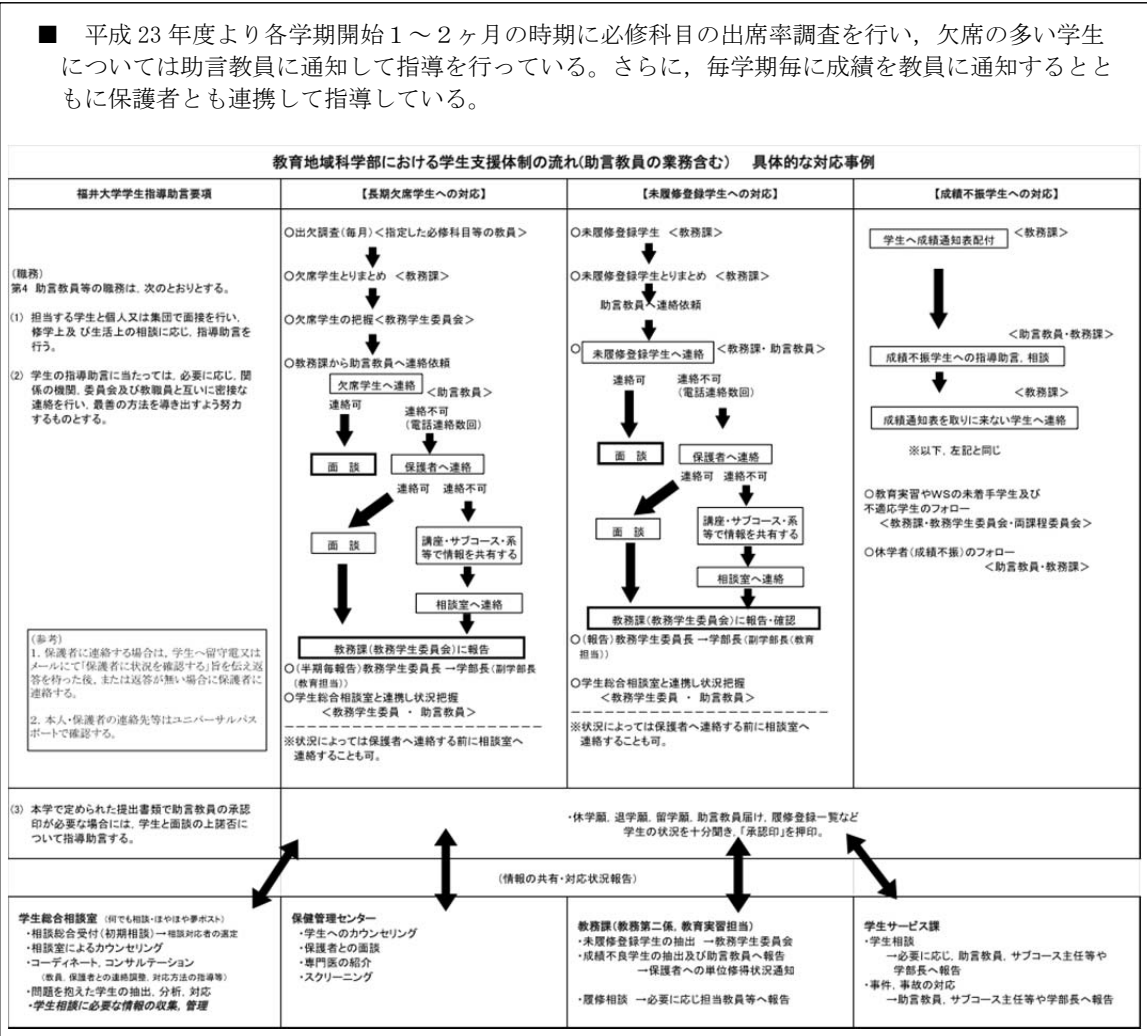 ■ 平成 23 年度より各学期開始１～２ヶ月の時期に必修科目の出席率調査を行い，欠席の多い学生
については助言教員に通知して指導を行っている。さらに，毎学期毎に成績を教員に通知するとと
もに保護者とも連携して指導している。
教育地域科学部における学生支援体制の流れ(助言教員の業務含む) 具体的な対応事例
福井大学学生指導助言要項
(職務)
第4 助言教員等の職務は，次のとおりとする。
(1) 担当する学生と個人又は集団で面接を行い，
修学上及 び生活上の相談に応じ，指導助言を
行う。
(2) 学生の指導助言に当たっては，必要に応じ，関
係の機関，委員会及び教職員と互いに密接な
連絡を行い，最善の方法を導き出すよう努力
するものとする。
(参考)
1. 保護者に連絡する場合は，学生へ留守電又は
メールにて「保護者に状況を確認する」旨を伝え返
答を待った後，または返答が無い場合に保護者に
連絡する。
2. 本人・保護者の連絡先等はユニバーサルパス
ポートで確認する。
【長期欠席学生への対応】
○出欠調査(毎月)＜指定した必修科目等の教員＞
○欠席学生とりまとめ ＜教務課＞
○欠席学生の把握＜教務学生委員会＞
○教務課から助言教員へ連絡依頼
欠席学生へ連絡 ＜助言教員＞
連絡可 連絡不可
(電話連絡数回)
面 談 保護者へ連絡
連絡可 連絡不可
面 談 講座・サブコース・系
等で情報を共有する
相談室へ連絡
教務課(教務学生委員会)に報告
○(半期毎報告)教務学生委員長 →学部長(副学部長
(教育担当))
○学生総合相談室と連携し状況把握
＜教務学生委員 ・ 助言教員＞
※状況によっては保護者へ連絡する前に相談室へ
連絡することも可。
【未履修登録学生への対応】
○未履修登録学生 ＜教務課＞
○未履修登録学生とりまとめ ＜教務課＞
助言教員へ連絡依頼
○ 未履修登録学生へ連絡 ＜教務課・助言教員＞
連絡可 連絡不可
(電話連絡数回)
面 談 保護者へ連絡
連絡可 連絡不可
面 談 講座・サブコース・系
等で情報を共有する
相談室へ連絡
教務課(教務学生委員会)に報告・確認
○(報告)教務学生委員長 →学部長(副学部長(教育
担当))
○学生総合相談室と連携し状況把握
＜教務学生委員 ・ 助言教員＞
※状況によっては保護者へ連絡する前に相談室へ
連絡することも可。
【成績不振学生への対応】
学生へ成績通知表配付 ＜教務課＞
＜助言教員・教務課＞
成績不振学生への指導助言，相談
＜教務課＞
成績通知表を取りに来ない学生へ連絡
※以下，左記と同じ
○教育実習やWSの未着手学生及び
不適応学生のフォロー
＜教務課・教務学生委員会・両課程委員会＞
○休学者(成績不振)のフォロー
＜助言教員・教務課＞
(3) 本学で定められた提出書類で助言教員の承認
印が必要な場合には，学生と面談の上諾否に
ついて指導助言する。
・休学願，退学願，留学願，助言教員届け，履修登録一覧など
学生の状況を十分聞き，「承認印」を押印。
(情報の共有・対応状況報告)
学生総合相談室 (何でも相談・ほやほや夢ポスト)
・相談総合受付(初期相談)→相談対応者の選定
・相談室によるカウンセリング
・コーディネート，コンサルテーション
(教員，保護者との連絡調整，対応方法の指導等)
・問題を抱えた学生の抽出，分析，対応
・学生相談に必要な情報の収集，管理
保健管理センター
・学生へのカウンセリング
・保護者との面談
・専門医の紹介
・スクリーニング
教務課(教務第二係，教育実習担当)
・未履修登録学生の抽出 →教務学生委員会
・成績不良学生の抽出及び助言教員へ報告
→保護者への単位修得状況通知
・履修相談 →必要に応じ担当教員等へ報告
学生サービス課
・学生相談
→必要に応じ，助言教員，サブコース主任等や
学部長へ報告
・事件，事故の対応
→助言教員，サブコース主任等や学部長へ報告